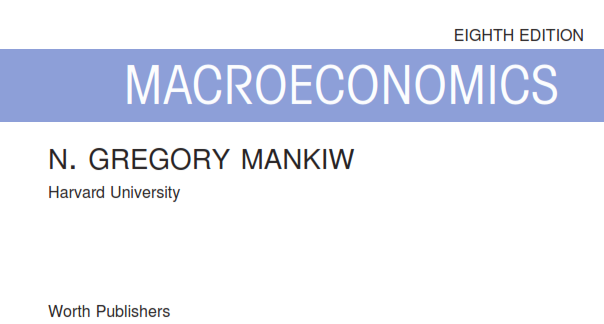 EIGHTH EDITION
MACROECONOMICS
N. GREGORY MANKIW
Harvard University
Worth Publishers